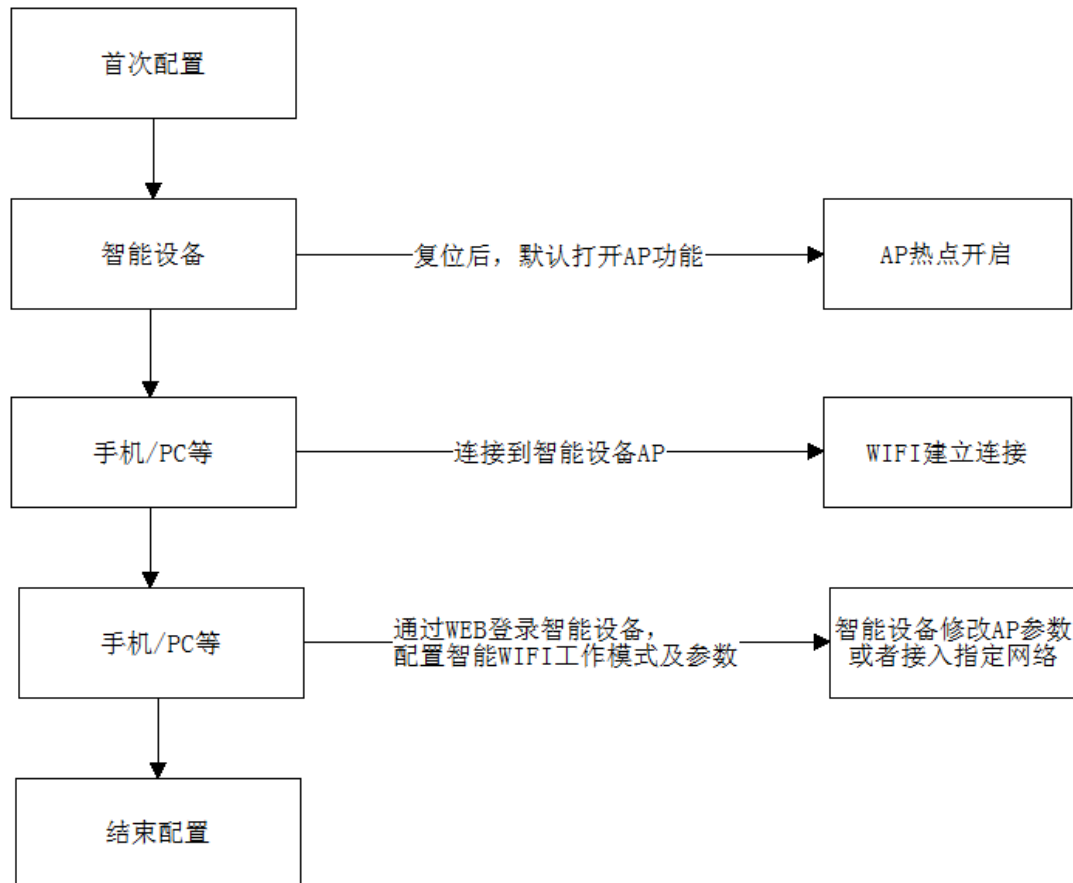 首次配置
智能设备
复位后，默认打开AP功能
AP热点开启
手机/PC等
连接到智能设备AP
WIFI建立连接
手机/PC等
通过WEB登录智能设备，
配置智能WIFI工作模式及参数
智能设备修改AP参数
或者接入指定网络
结束配置